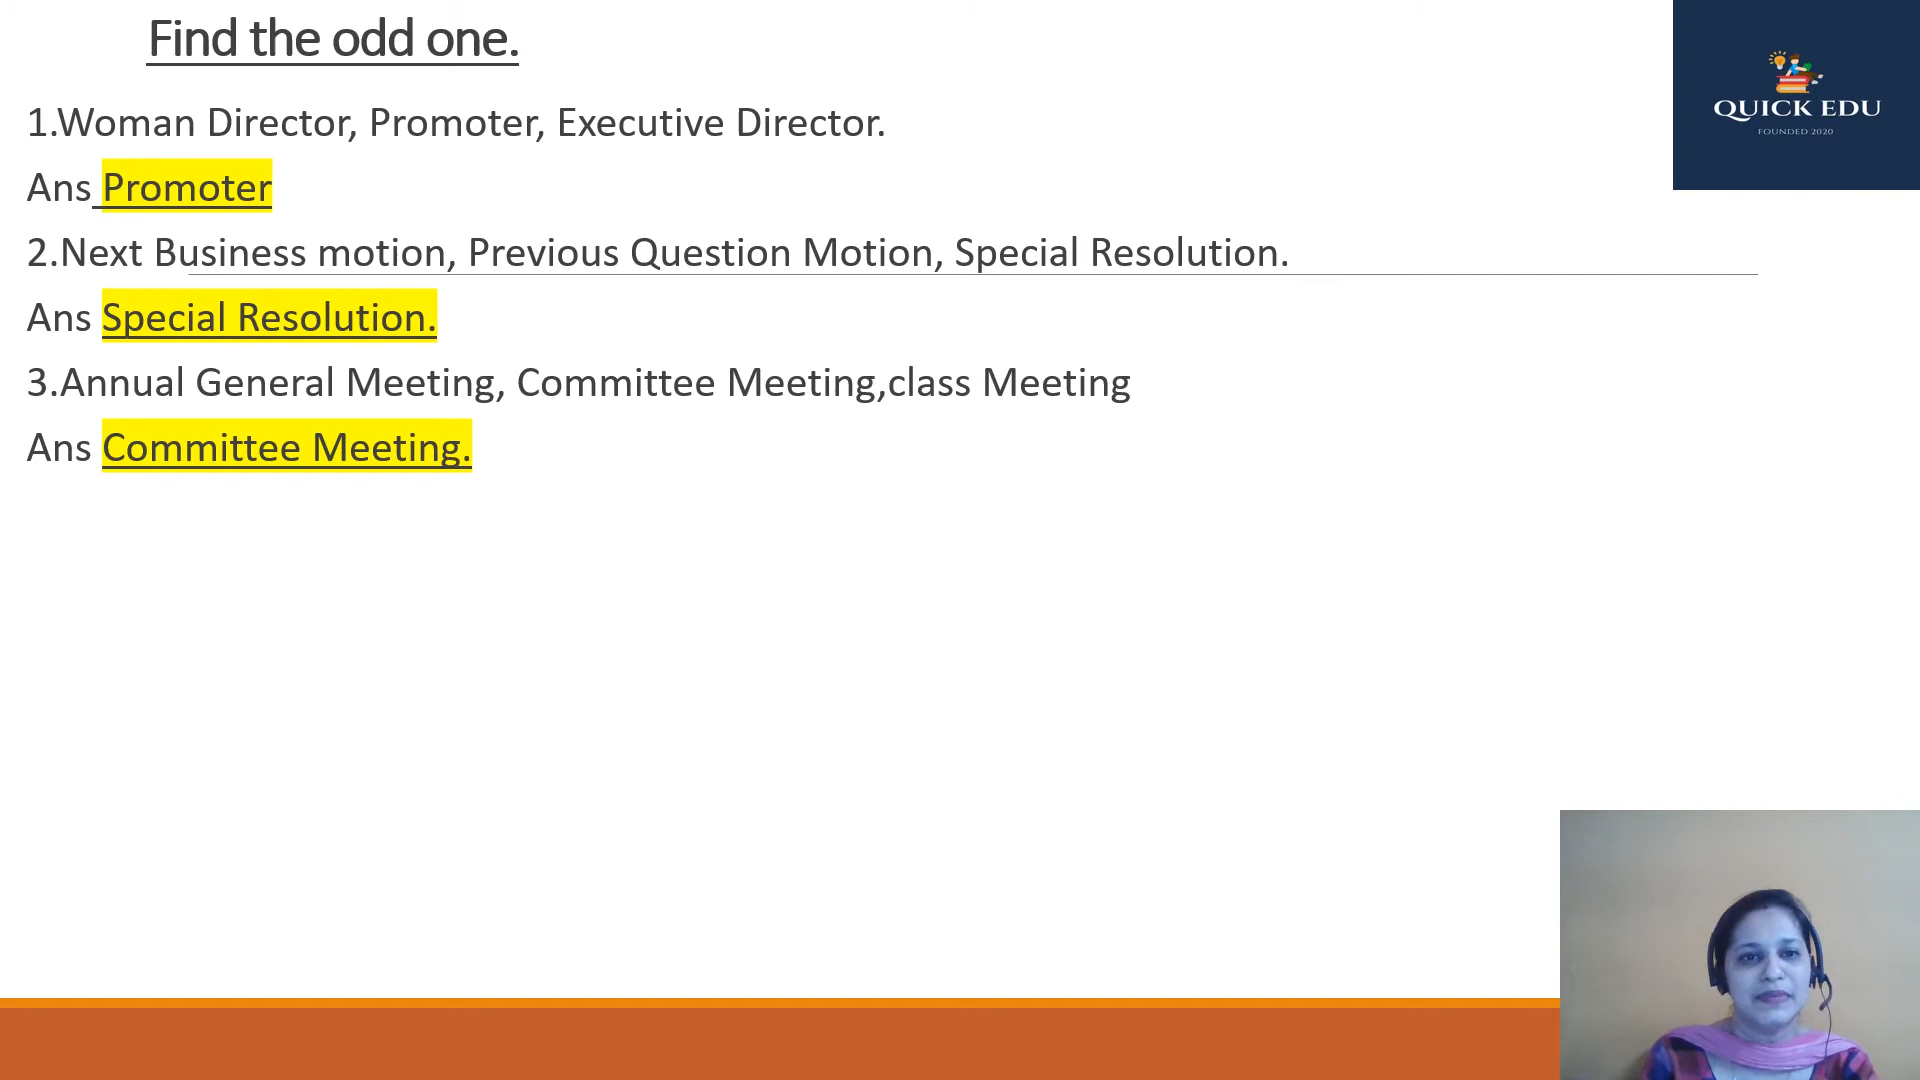 Find the odd one.
QUICK EDU
FOUNDED 2020
1.Woman Director, Promoter, Executive Director.
Ans Promoter
2.Next Business motion, Previous Question Motion, Special Resolution.
Ans Special Resolution.
3.Annual General Meeting, Committee Meeting,class Meeting
Ans Committee Meeting.